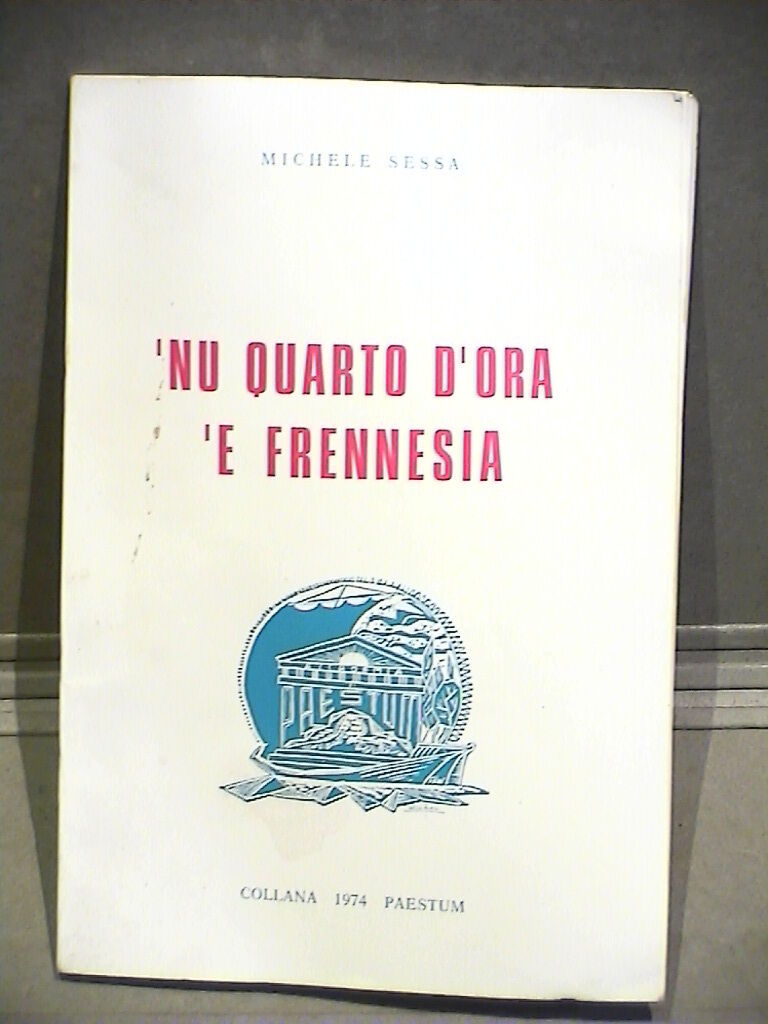 MICHELE SESSA
'NU QUARTO D'ORA
'E FRENNESIA
PAESTUM
COLLANA 1974 PAESTUM